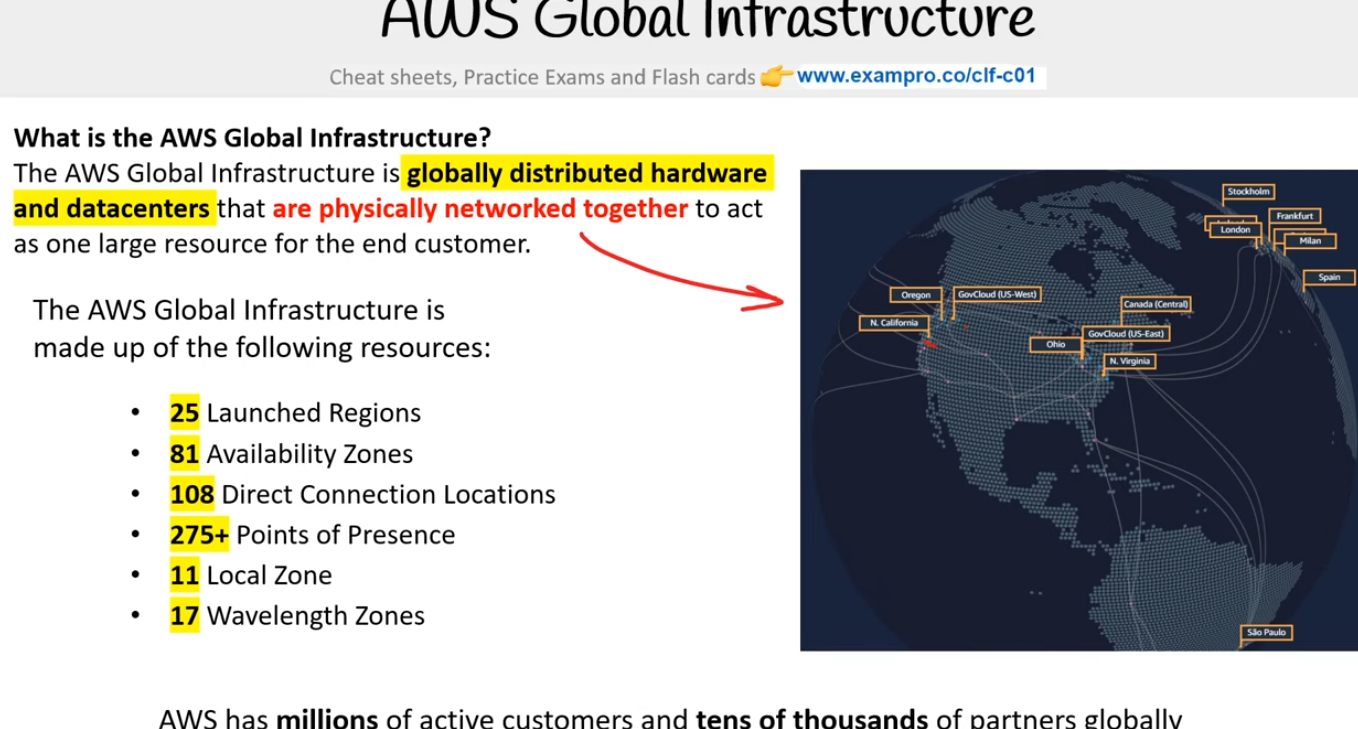 AWS Global Infrastructure
Cheat sheets, Practice Exams and Flash cards 👉 www.exampro.co/clf-c01
What is the AWS Global Infrastructure?
The AWS Global Infrastructure is globally distributed hardware
and datacenters that are physically networked together to act
as one large resource for the end customer.
The AWS Global Infrastructure is
made up of the following resources:
• 25 Launched Regions
• 81 Availability Zones
• 108 Direct Connection Locations
• 275+ Points of Presence
• 11 Local Zone
• 17 Wavelength Zones
Stockholm
Frankfurt
London
Milan
Spain
Oregon
GovCloud (US-West)
Canada (Central)
N. California
GovCloud (US-East)
Ohio
N. Virginia
São Paulo
AWS has millions of active customers and tens of thousands of partners globally